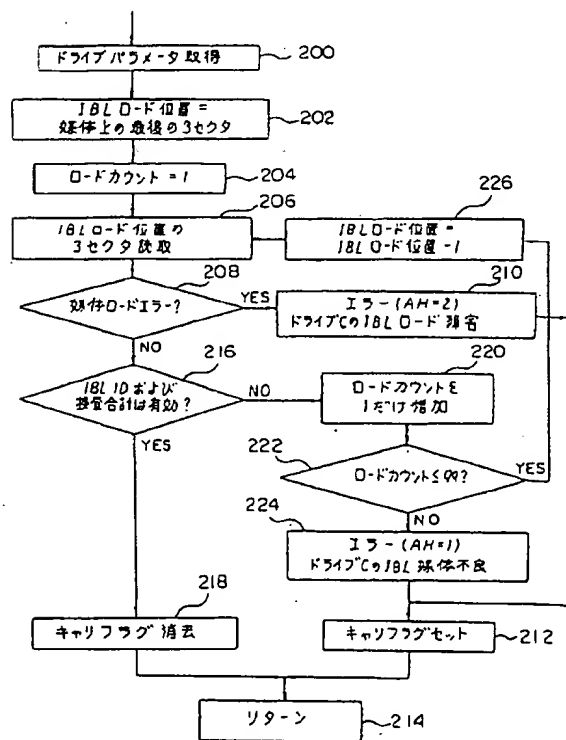 ドライブパラメータ取得
200
IBLロード位置=
媒体上の最後の3セクタ
202
ロードカウント=1
204
206
IBLロード位置の
3セクタ読取
226
IBLロード位置=
IBLロード位置-1
208
媒体ロードエラー?
YES
NO
210
エラー(AH=2)
ドライブCのIBLロード障害
216
IBL IDおよび
検査合計は有効?
NO
YES
220
ロードカウントを
1だけ増加
222
ロードカウント≤99?
YES
NO
224
エラー(AH=1)
ドライブCのIBL媒体不良
218
キャリフラグ消去
キャリフラグセット
212
リターン
214